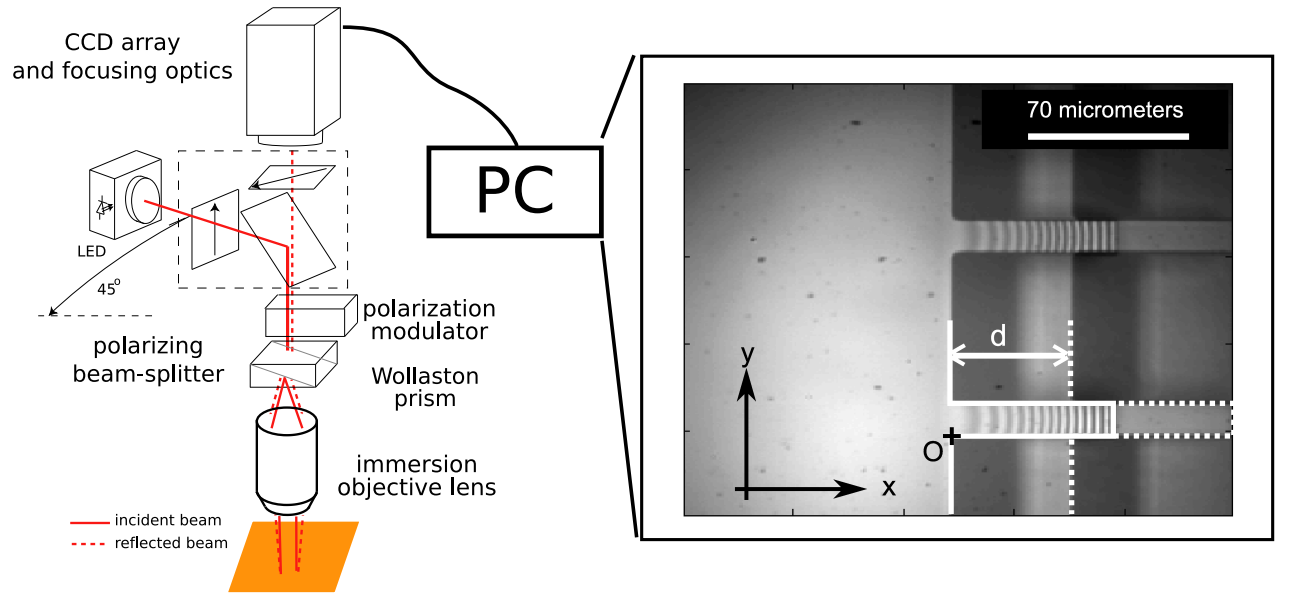 CCD array
and focusing optics
LED
45°
polarizing
beam-splitter
polarization
modulator
Wollaston
prism
immersion
objective lens
incident beam
reflected beam
PC
70 micrometers
d
y
O
x